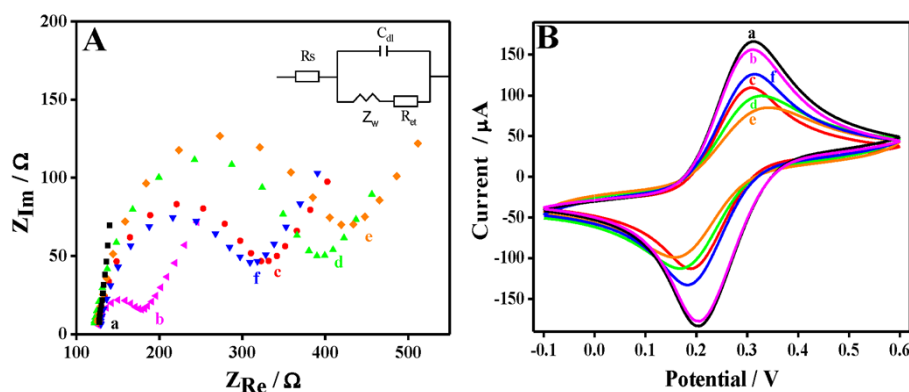 A
200
150
100
50
0
Z_Im / Ω
100 200 300 400 500
Z_Re / Ω
Rs
C_dl
Z_w
R_et
a
b
f
c
d
e
B
150
100
50
0
-50
-100
-150
Current / μA
-0.1 0.0 0.1 0.2 0.3 0.4 0.5 0.6
Potential / V
a
b
f
c
d
e